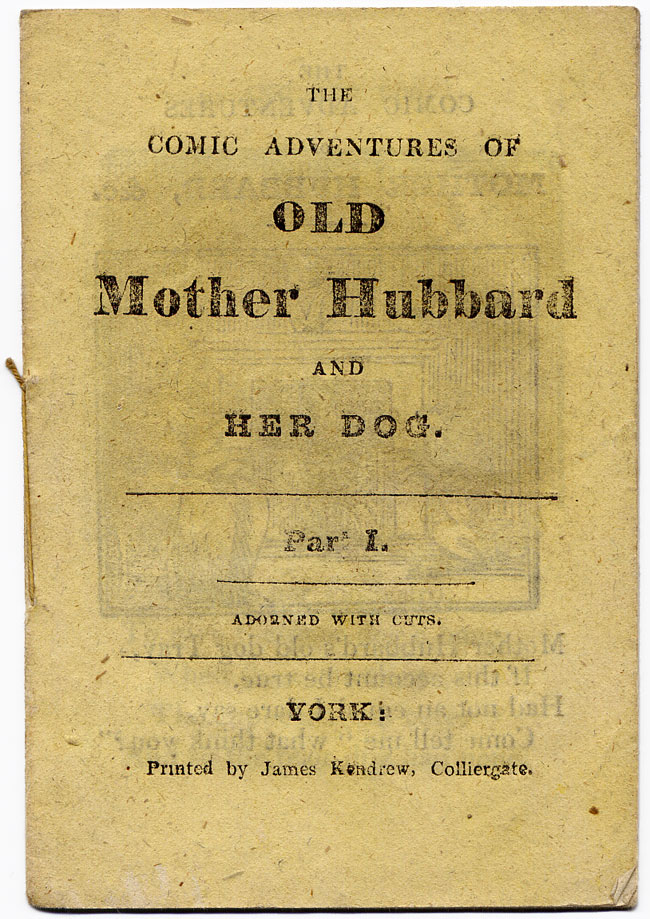 THE
COMIC ADVENTURES OF
OLD
Mother Hubbard
AND
HER DOG.
Part I.
ADORNED WITH CUTS.
YORK:
Printed by James Kendrew, Colliergate.